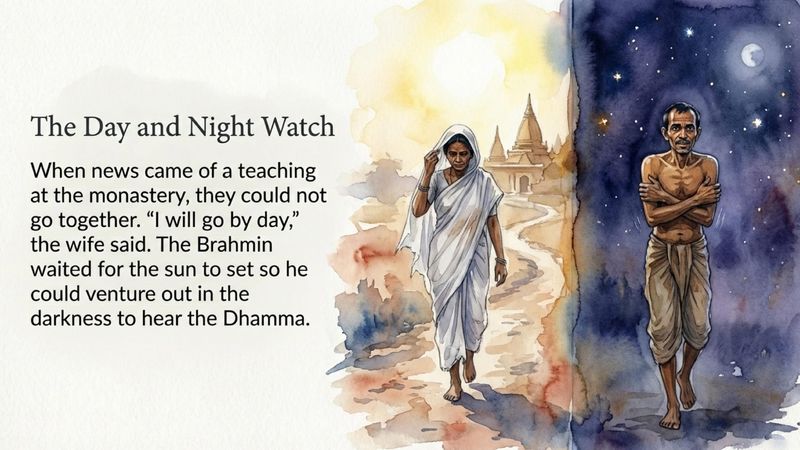 The Day and Night Watch
When news came of a teaching
at the monastery, they could not
go together. “I will go by day,”
the wife said. The Brahmin
waited for the sun to set so he
could venture out in the
darkness to hear the Dhamma.